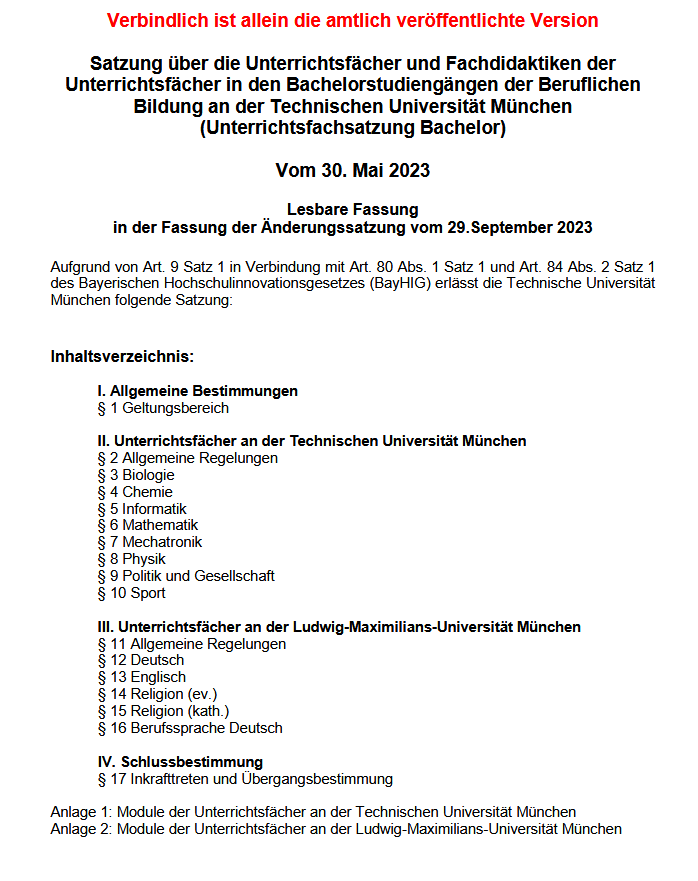 Verbindlich ist allein die amtlich veröffentlichte Version
Satzung über die Unterrichtsfächer und Fachdidaktiken der
Unterrichtsfächer in den Bachelorstudiengängen der Beruflichen
Bildung an der Technischen Universität München
(Unterrichtsfachsatzung Bachelor)
Vom 30. Mai 2023
Lesbare Fassung
in der Fassung der Änderungssatzung vom 29.September 2023
Aufgrund von Art. 9 Satz 1 in Verbindung mit Art. 80 Abs. 1 Satz 1 und Art. 84 Abs. 2 Satz 1
des Bayerischen Hochschulinnovationsgesetzes (BayHIG) erlässt die Technische Universität
München folgende Satzung:
Inhaltsverzeichnis:
I. Allgemeine Bestimmungen
§ 1 Geltungsbereich
II. Unterrichtsfächer an der Technischen Universität München
§ 2 Allgemeine Regelungen
§ 3 Biologie
§ 4 Chemie
§ 5 Informatik
§ 6 Mathematik
§ 7 Mechatronik
§ 8 Physik
§ 9 Politik und Gesellschaft
§ 10 Sport
III. Unterrichtsfächer an der Ludwig-Maximilians-Universität München
§ 11 Allgemeine Regelungen
§ 12 Deutsch
§ 13 Englisch
§ 14 Religion (ev.)
§ 15 Religion (kath.)
§ 16 Berufssprache Deutsch
IV. Schlussbestimmung
§ 17 Inkrafttreten und Übergangsbestimmung
Anlage 1: Module der Unterrichtsfächer an der Technischen Universität München
Anlage 2: Module der Unterrichtsfächer an der Ludwig-Maximilians-Universität München